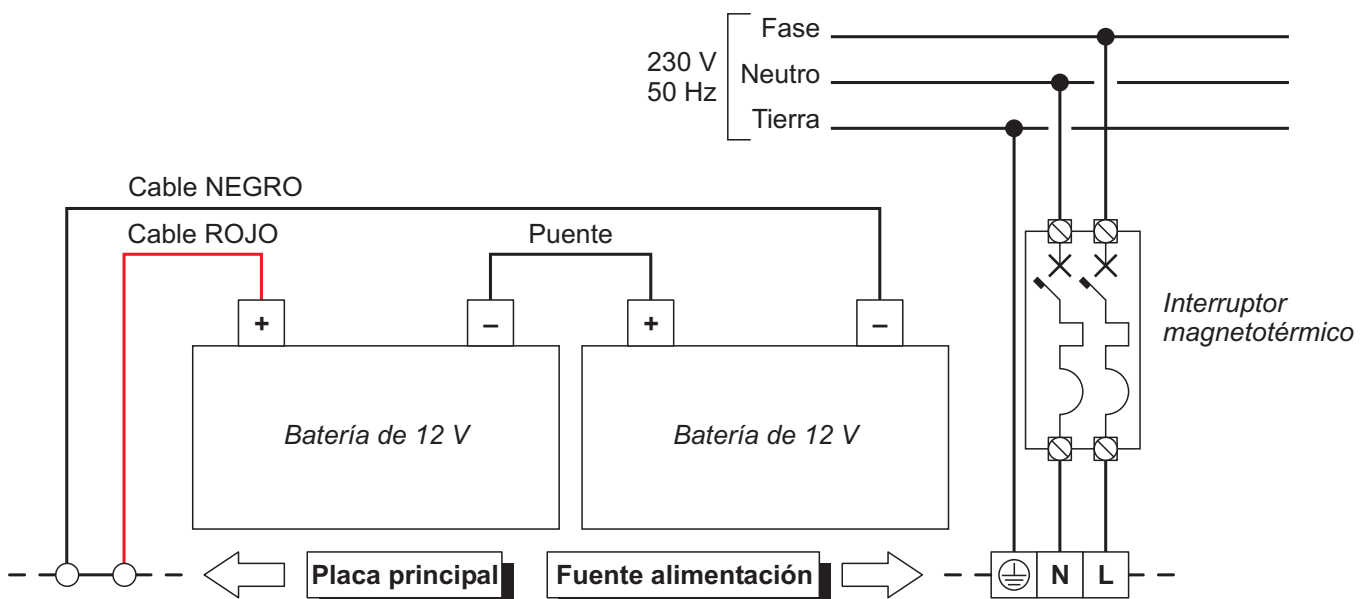 Fase
230 V
50 Hz
Neutro
Tierra
Cable NEGRO
Cable ROJO
Puente
+
–
+
–
Interruptor
magnetotérmico
Batería de 12 V
Batería de 12 V
Placa principal
Fuente alimentación
N
L